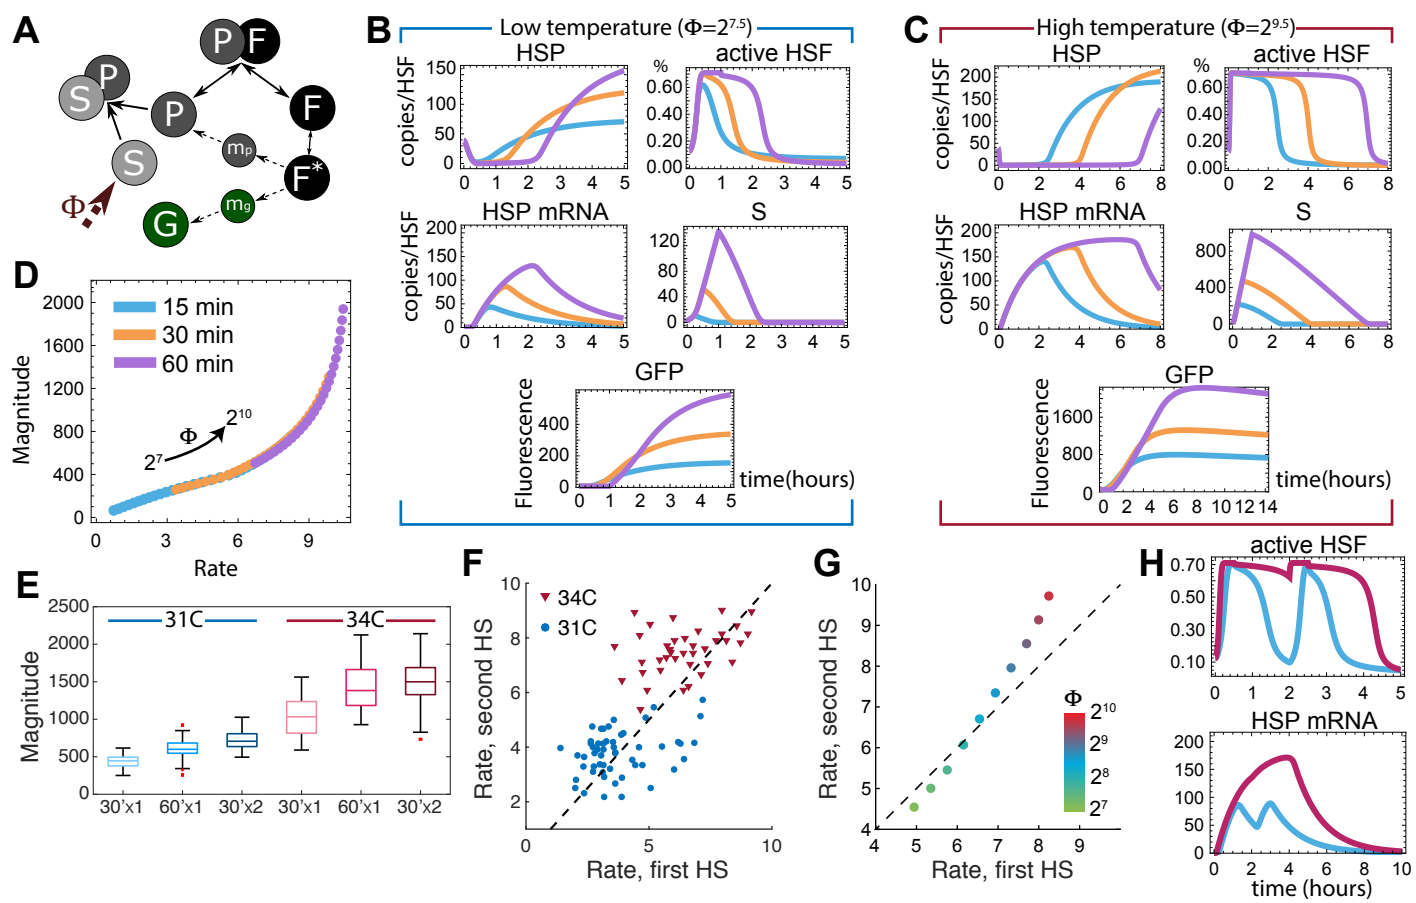 A
P F
P
S
P
F
S
mp
F*
Φ
mg
G
B
Low temperature (Φ=2^7.5)
HSP
active HSF
copies/HSF
150
100
50
0
0 1 2 3 4 5
%
0.60
0.40
0.20
0.00
0 1 2 3 4 5
HSP mRNA
S
copies/HSF
200
150
100
50
0
0 1 2 3 4 5
120
80
40
0
0 1 2 3 4 5
GFP
Fluorescence
400
200
0
0 1 2 3 4 5
time(hours)
C
High temperature (Φ=2^9.5)
HSP
active HSF
copies/HSF
200
150
100
50
0
0 2 4 6 8
%
0.60
0.40
0.20
0.00
0 2 4 6 8
HSP mRNA
S
copies/HSF
200
150
100
50
0
0 2 4 6 8
800
400
0
0 2 4 6 8
GFP
Fluorescence
1600
800
0
0 2 4 6 8 10 12 14
time(hours)
D
Magnitude
2000
1600
1200
800
400
0
15 min
30 min
60 min
2^7
Φ
2^10
0 3 6 9
Rate
E
Magnitude
2500
2000
1500
1000
500
0
31C
34C
30'x1 60'x1 30'x2 30'x1 60'x1 30'x2
F
Rate, second HS
10
8
6
4
2
34C
31C
0 5 10
Rate, first HS
G
Rate, second HS
10
9
8
7
6
5
4
Φ
2^10
2^9
2^8
2^7
4 5 6 7 8 9
Rate, first HS
H
active HSF
0.70
0.50
0.30
0.10
0 1 2 3 4 5
HSP mRNA
200
150
100
50
0
0 2 4 6 8 10
time (hours)